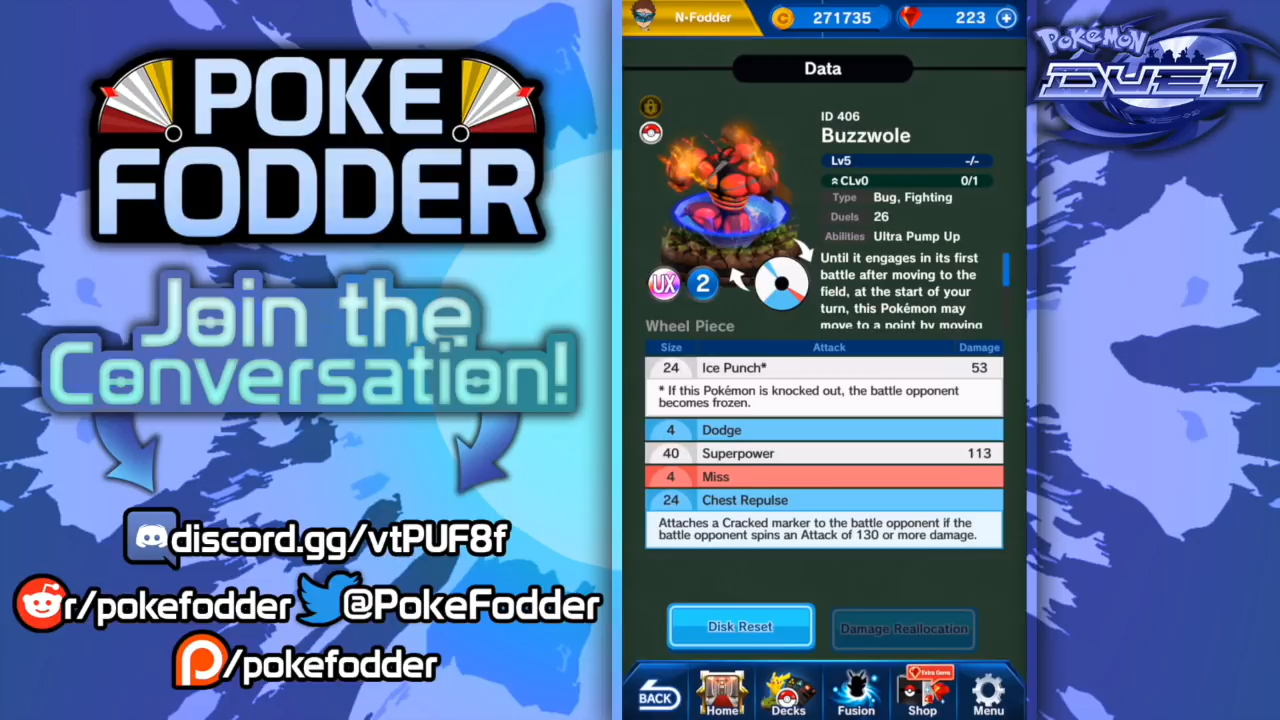 POKE
FODDER
Join the
Conversation!
discord.gg/vtPUF8f
r/pokefodder
@PokeFodder
/pokefodder
N•Fodder
271735
223
Data
ID 406
Buzzwole
Lv5 -/-
CLv0 0/1
Type Bug, Fighting
Duels 26
Abilities Ultra Pump Up
Until it engages in its first
battle after moving to the
field, at the start of your
turn, this Pokémon may
move to a point by moving
UX 2
Wheel Piece
Size Attack Damage
24 Ice Punch* 53
* If this Pokémon is knocked out, the battle opponent
becomes frozen.
4 Dodge
40 Superpower 113
4 Miss
24 Chest Repulse
Attaches a Cracked marker to the battle opponent if the
battle opponent spins an Attack of 130 or more damage.
Disk Reset
Damage Reallocation
BACK
Home
Decks
Fusion
Extra Gems
Shop
Menu
POKéMON
DUEL